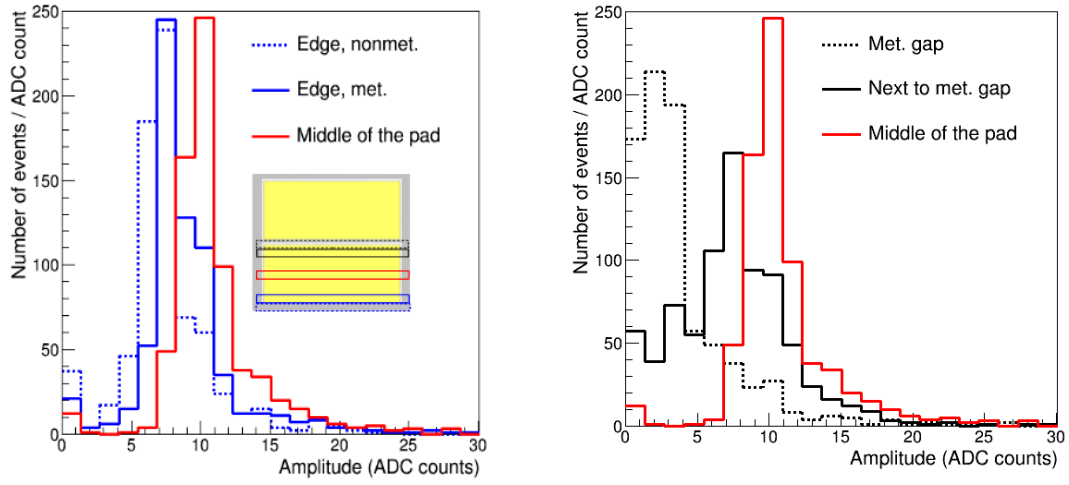 Number of events / ADC count
250
200
150
100
50
0
Edge, nonmet.
Edge, met.
Middle of the pad
0 5 10 15 20 25 30
Amplitude (ADC counts)
Number of events / ADC count
250
200
150
100
50
0
Met. gap
Next to met. gap
Middle of the pad
0 5 10 15 20 25 30
Amplitude (ADC counts)